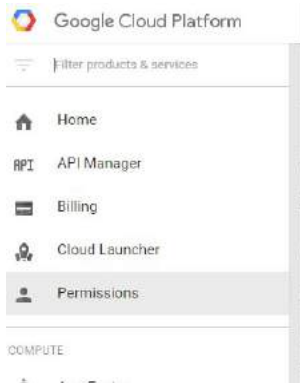 Google Cloud Platform
Filter products & services
Home
API API Manager
Billing
Cloud Launcher
Permissions
COMPUTE